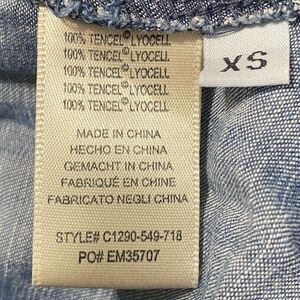 100% TENCEL© LYOCELL
100% TENCEL© LYOCELL
100% TENCEL© LYOCELL
100% TENCEL© LYOCELL
100% TENCEL© LYOCELL
XS
MADE IN CHINA
HECHO EN CHINA
GEMACHT IN CHINA
FABRIQUÉ EN CHINE
FABRICATO NEGLI CHINA
STYLE# C1290-549-718
PO# EM35707